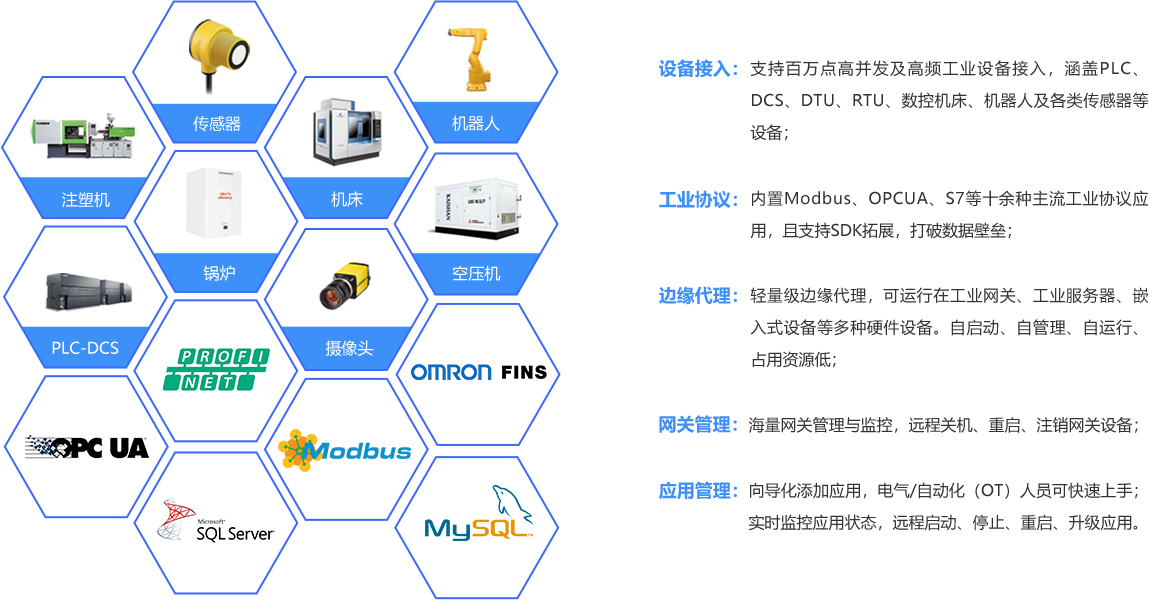 传感器
机器人
注塑机
机床
锅炉
空压机
PLC-DCS
摄像头
PROFI
NET
OMRON FINS
OPC UA
Modbus
Microsoft
SQL Server
MySQL
设备接入：支持百万点高并发及高频工业设备接入，涵盖PLC、
DCS、DTU、RTU、数控机床、机器人及各类传感器等
设备；
工业协议：内置Modbus、OPCUA、S7等十余种主流工业协议应
用，且支持SDK拓展，打破数据壁垒；
边缘代理：轻量级边缘代理，可运行在工业网关、工业服务器、嵌
入式设备等多种硬件设备。自启动、自管理、自运行、
占用资源低；
网关管理：海量网关管理与监控，远程关机、重启、注销网关设备；
应用管理：向导化添加应用，电气/自动化（OT）人员可快速上手；
实时监控应用状态，远程启动、停止、重启、升级应用。